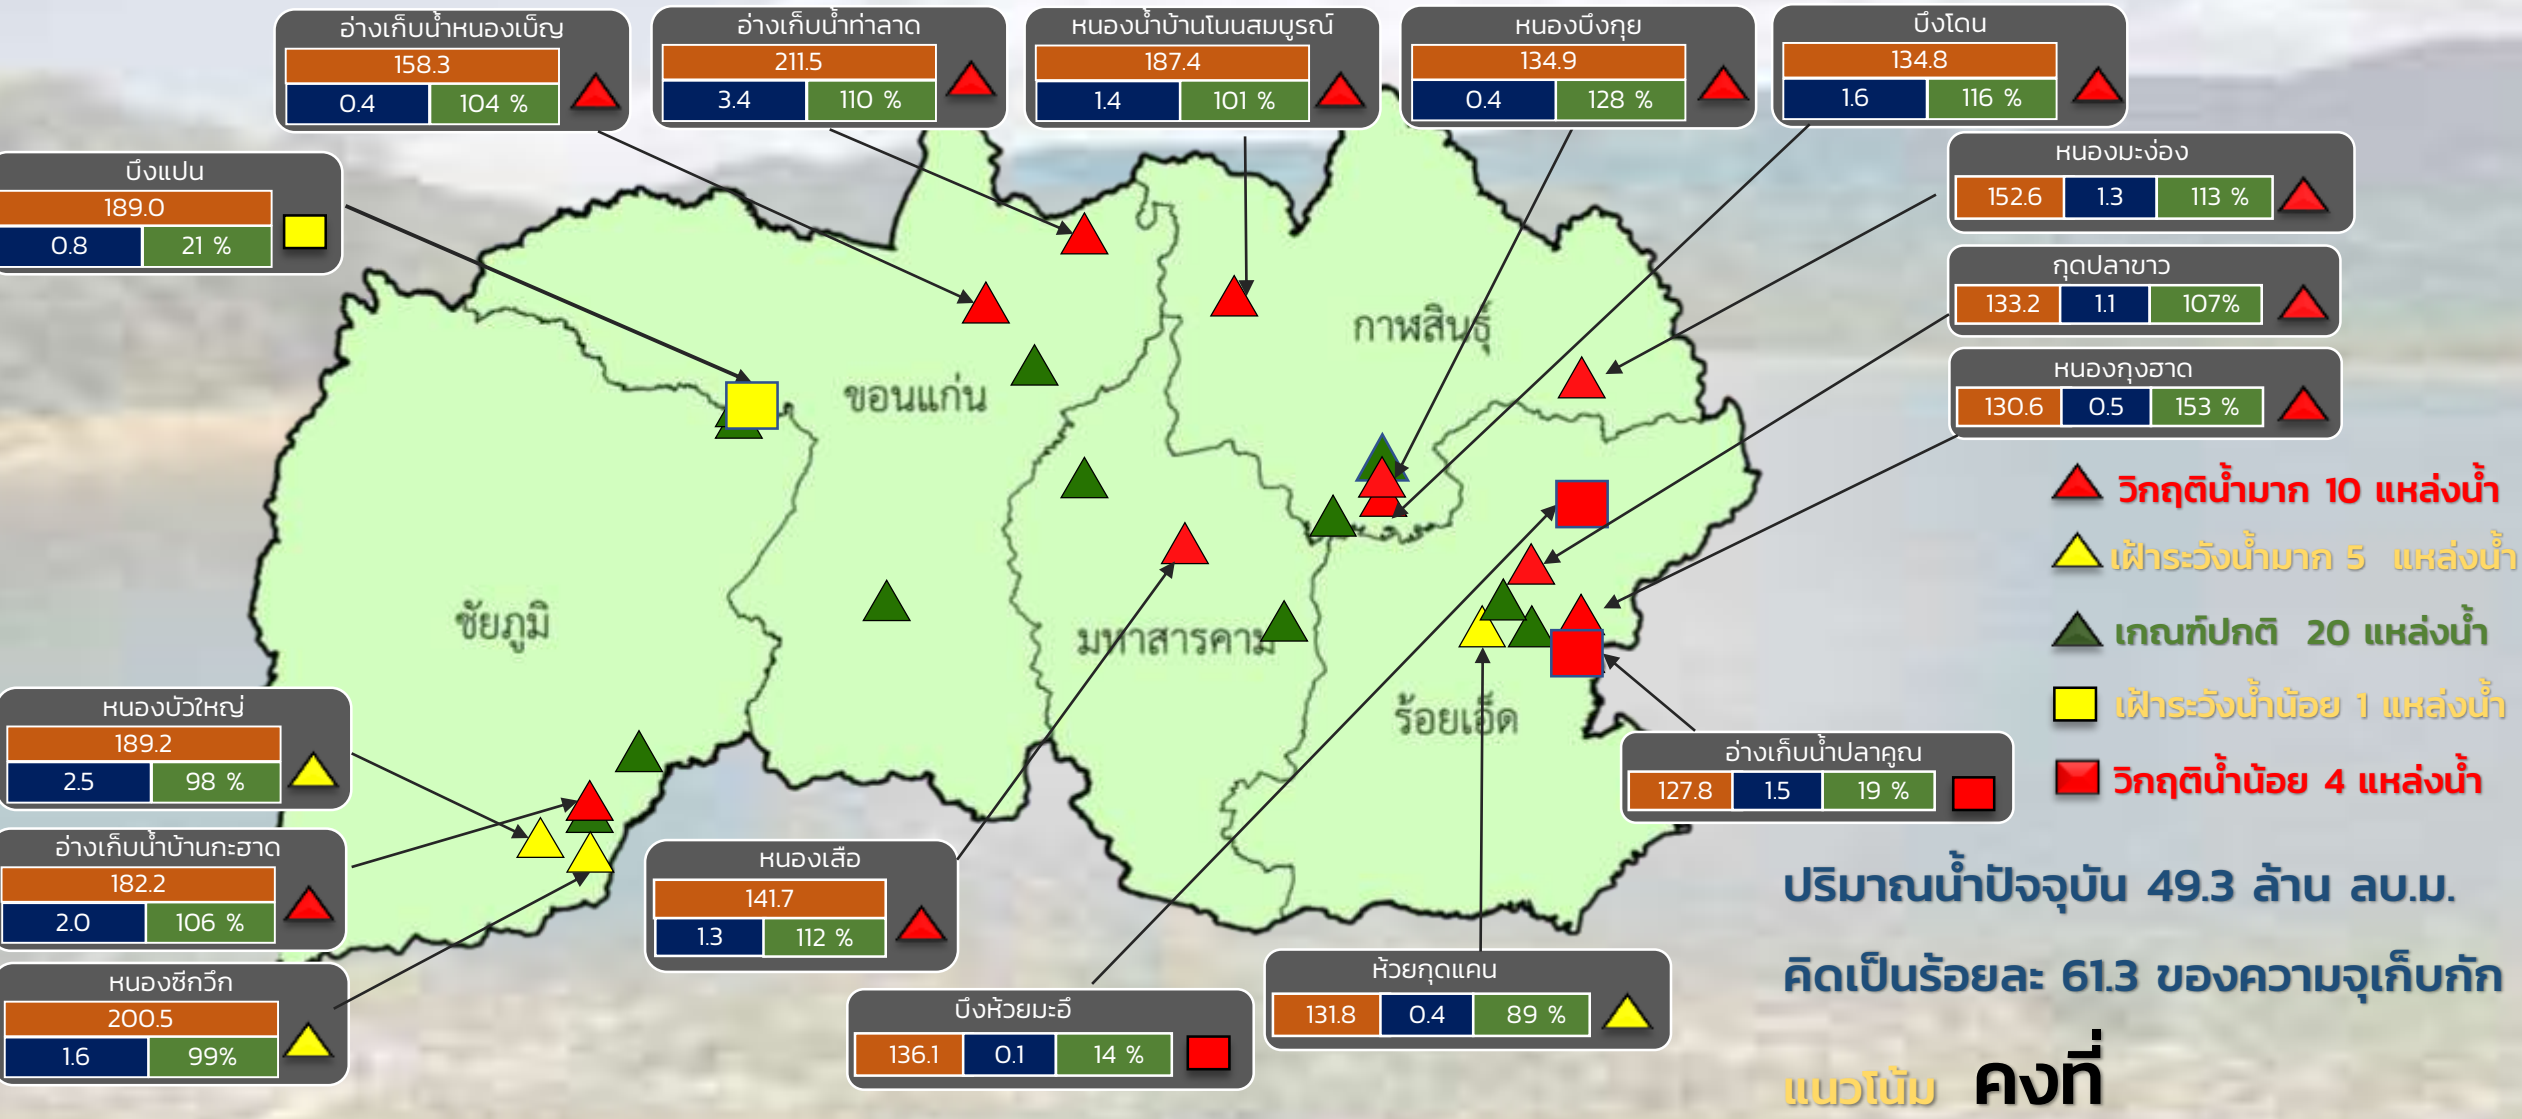 อ่างเก็บน้ำหนองเบ็ญ
158.3
0.4 104 %
อ่างเก็บน้ำท่าลาด
211.5
3.4 110 %
หนองน้ำบ้านโนนสมบูรณ์
187.4
1.4 101 %
หนองบึงกุย
134.9
0.4 128 %
บึงโดน
134.8
1.6 116 %
บึงแปน
189.0
0.8 21 %
หนองมะง่อง
152.6 1.3 113 %
กุดปลาขาว
133.2 1.1 107%
หนองกุงฮาด
130.6 0.5 153 %
กาฬสินธุ์
ขอนแก่น
ชัยภูมิ
มหาสารคาม
ร้อยเอ็ด
วิกฤติน้ำมาก 10 แหล่งน้ำ
เฝ้าระวังน้ำมาก 5 แหล่งน้ำ
เกณฑ์ปกติ 20 แหล่งน้ำ
เฝ้าระวังน้ำน้อย 1 แหล่งน้ำ
วิกฤติน้ำน้อย 4 แหล่งน้ำ
หนองบัวใหญ่
189.2
2.5 98 %
อ่างเก็บน้ำบ้านกะฮาด
182.2
2.0 106 %
หนองซีกวึก
200.5
1.6 99%
หนองเสือ
141.7
1.3 112 %
บึงห้วยมะอึ
136.1 0.1 14 %
ห้วยกุดแคน
131.8 0.4 89 %
อ่างเก็บน้ำปลาคูณ
127.8 1.5 19 %
ปริมาณน้ำปัจจุบัน 49.3 ล้าน ลบ.ม.
คิดเป็นร้อยละ 61.3 ของความจุเก็บกัก
แนวโน้ม คงที่